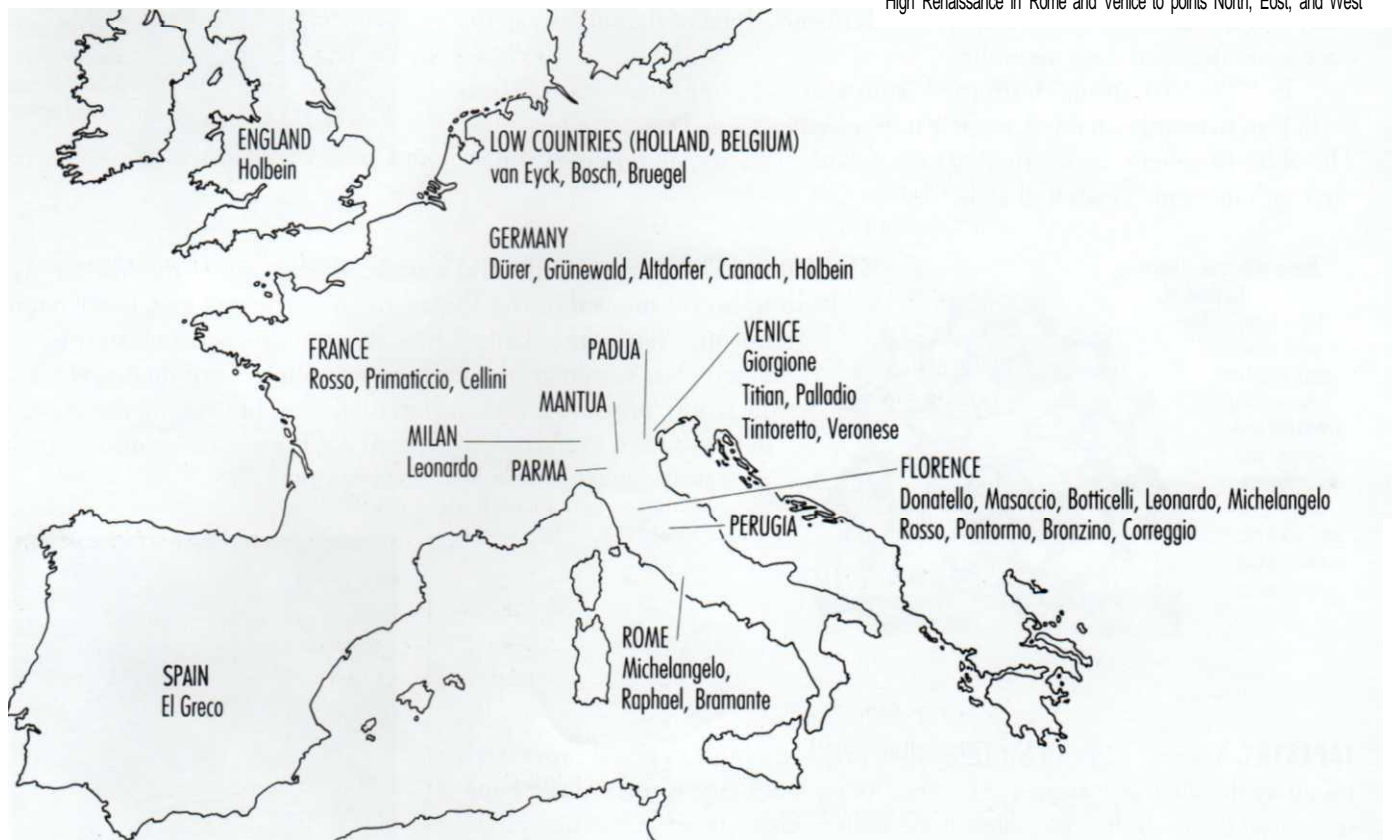 High Renaissance in Rome and Venice to points North, East, and West
ENGLAND
Holbein
LOW COUNTRIES (HOLLAND, BELGIUM)
van Eyck, Bosch, Bruegel
GERMANY
Dürer, Grünewald, Altdorfer, Cranach, Holbein
FRANCE
Rosso, Primaticcio, Cellini
PADUA
VENICE
Giorgione
Titian, Palladio
Tintoretto, Veronese
MANTUA
MILAN
Leonardo
PARMA
FLORENCE
Donatello, Masaccio, Botticelli, Leonardo, Michelangelo
Rosso, Pontormo, Bronzino, Correggio
PERUGIA
ROME
Michelangelo,
Raphael, Bramante
SPAIN
El Greco